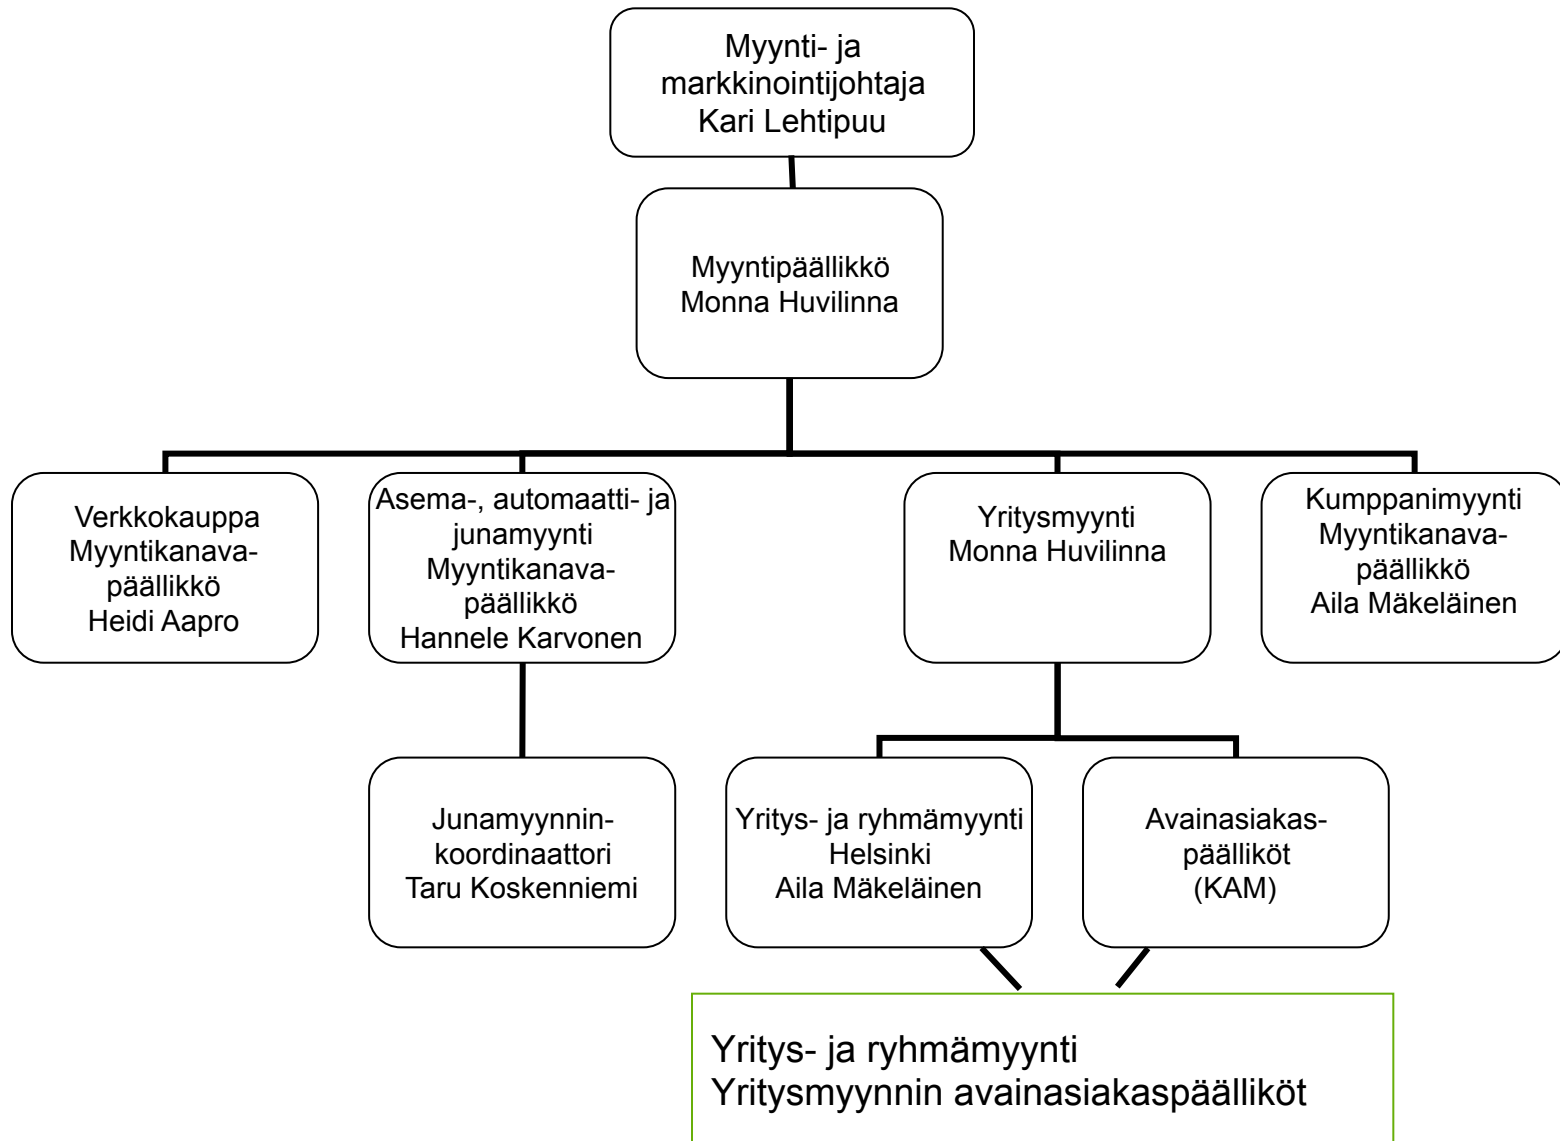 Myynti- ja
markkinointijohtaja
Kari Lehtipuu
Myyntipäällikkö
Monna Huvilinna
Verkkokauppa
Myyntikanava-
päällikkö
Heidi Aapro
Asema-, automaatti- ja
junamyynti
Myyntikanava-
päällikkö
Hannele Karvonen
Yritysmyynti
Monna Huvilinna
Kumppanimyynti
Myyntikanava-
päällikkö
Aila Mäkeläinen
Junamyynnin-
koordinaattori
Taru Koskenniemi
Yritys- ja ryhmämyynti
Helsinki
Aila Mäkeläinen
Avainasiakas-
päälliköt
(KAM)
Yritys- ja ryhmämyynti
Yritysmyynnin avainasiakaspäälliköt